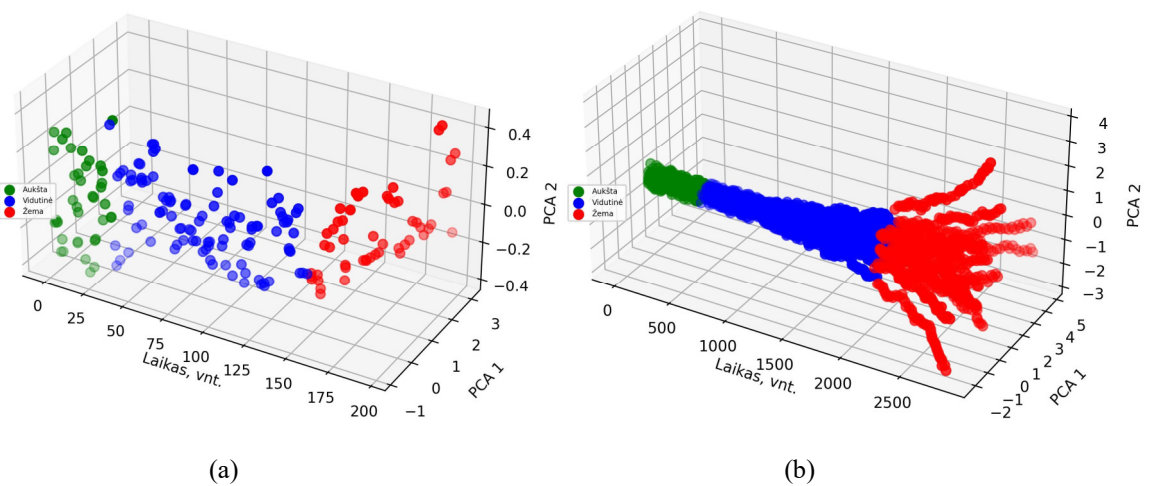 Aukšta
Vidutinė
Žema
0
25
50
75
100
125
150
175
200
Laikas, vnt.
−1
0
1
2
3
PCA 1
0.4
0.2
0.0
−0.2
−0.4
PCA 2
(a)
Aukšta
Vidutinė
Žema
0
500
1000
1500
2000
2500
Laikas, vnt.
−2
−1
0
1
2
3
4
5
PCA 1
4
3
2
1
0
−1
−2
−3
PCA 2
(b)